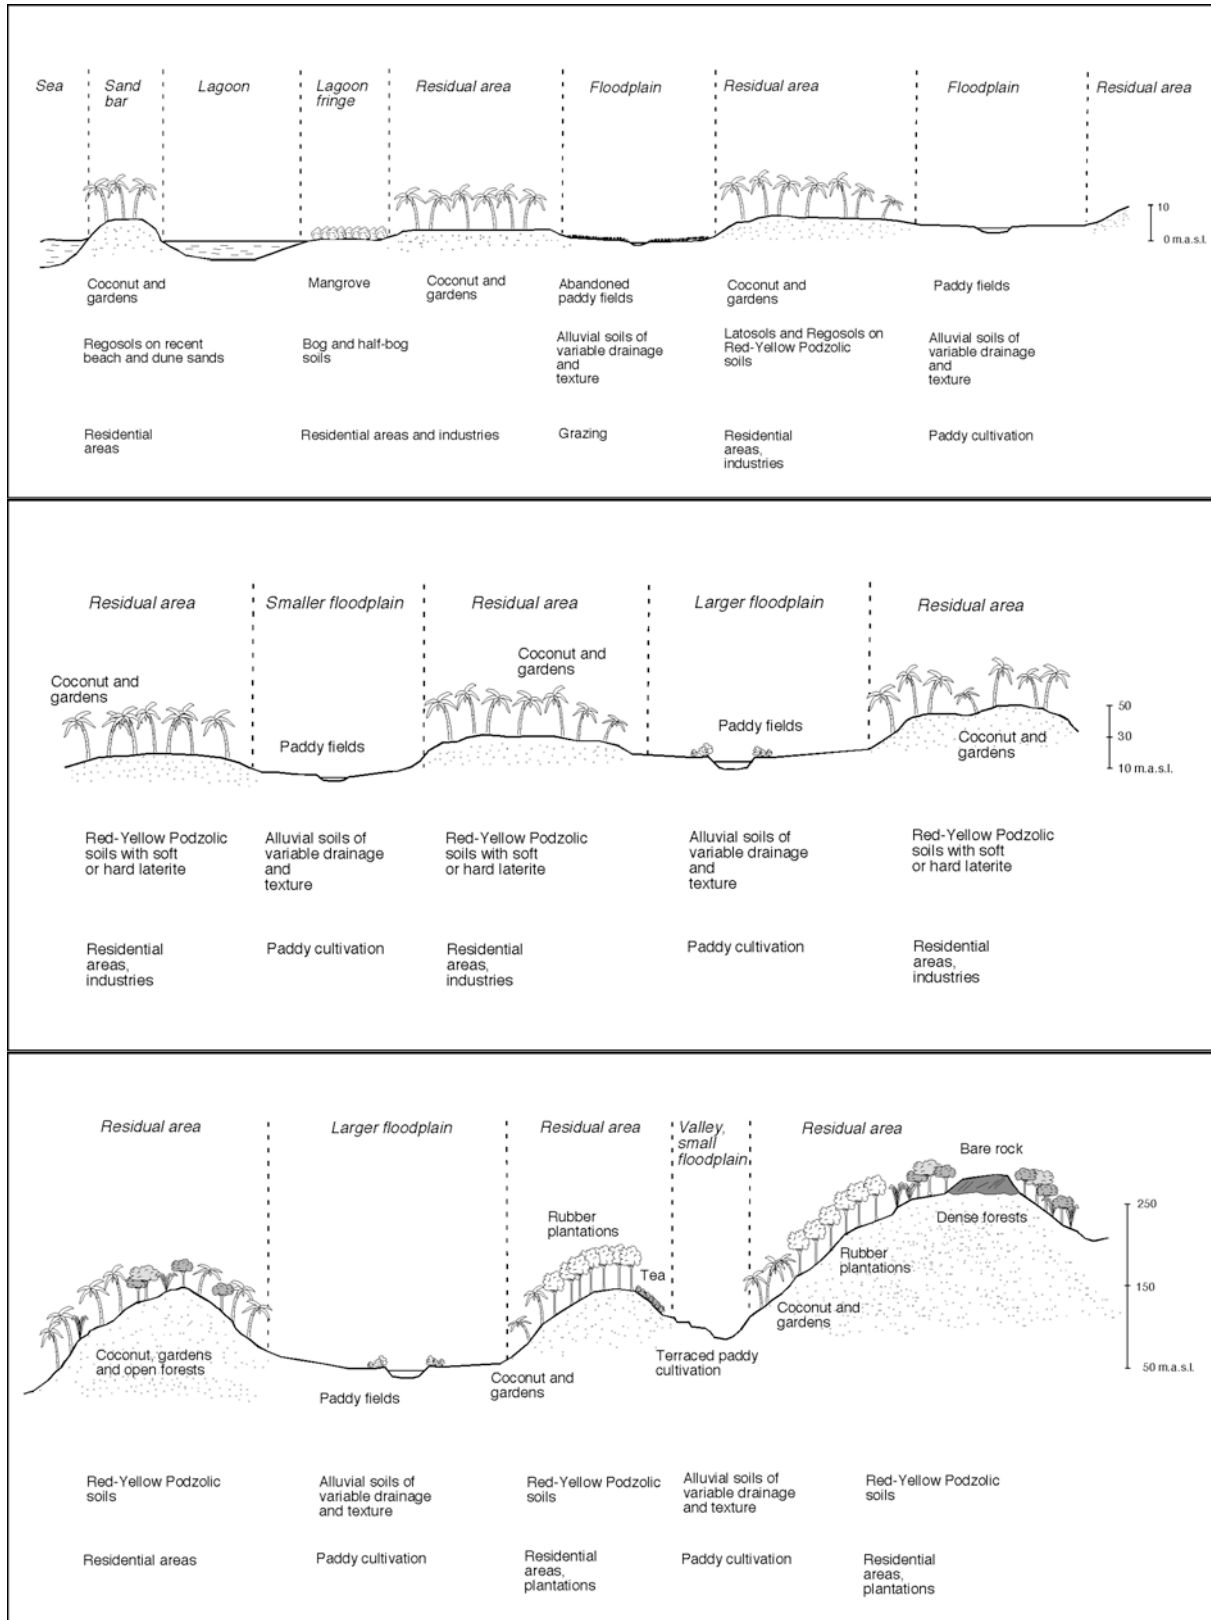 Sea
Sand
bar
Lagoon
Lagoon
fringe
Residual area
Floodplain
Residual area
Floodplain
Residual area
10
0 m.a.s.l.
Coconut and
gardens
Mangrove
Coconut and
gardens
Abandoned
paddy fields
Coconut and
gardens
Paddy fields
Regosols on recent
beach and dune sands
Bog and half-bog
soils
Alluvial soils of
variable drainage
and
texture
Latosols and Regosols on
Red-Yellow Podzolic
soils
Alluvial soils of
variable drainage
and
texture
Residential
areas
Residential areas and industries
Grazing
Residential
areas,
industries
Paddy cultivation
Residual area
Smaller floodplain
Residual area
Larger floodplain
Residual area
Coconut and
gardens
Paddy fields
Coconut and
gardens
Paddy fields
Coconut and
gardens
50
30
10 m.a.s.l.
Red-Yellow Podzolic
soils with soft
or hard laterite
Alluvial soils of
variable drainage
and
texture
Red-Yellow Podzolic
soils with soft
or hard laterite
Alluvial soils of
variable drainage
and
texture
Red-Yellow Podzolic
soils with soft
or hard laterite
Residential
areas,
industries
Paddy cultivation
Residential
areas,
industries
Paddy cultivation
Residential
areas,
industries
Residual area
Larger floodplain
Residual area
Valley,
small
floodplain
Residual area
Bare rock
Dense forests
Rubber
plantations
Tea
Rubber
plantations
Coconut and
gardens
250
150
50 m.a.s.l.
Coconut, gardens
and open forests
Paddy fields
Coconut and
gardens
Terraced paddy
cultivation
Red-Yellow Podzolic
soils
Alluvial soils of
variable drainage
and texture
Red-Yellow Podzolic
soils
Alluvial soils of
variable drainage
and texture
Red-Yellow Podzolic
soils
Residential areas
Paddy cultivation
Residential
areas,
plantations
Paddy cultivation
Residential
areas,
plantations